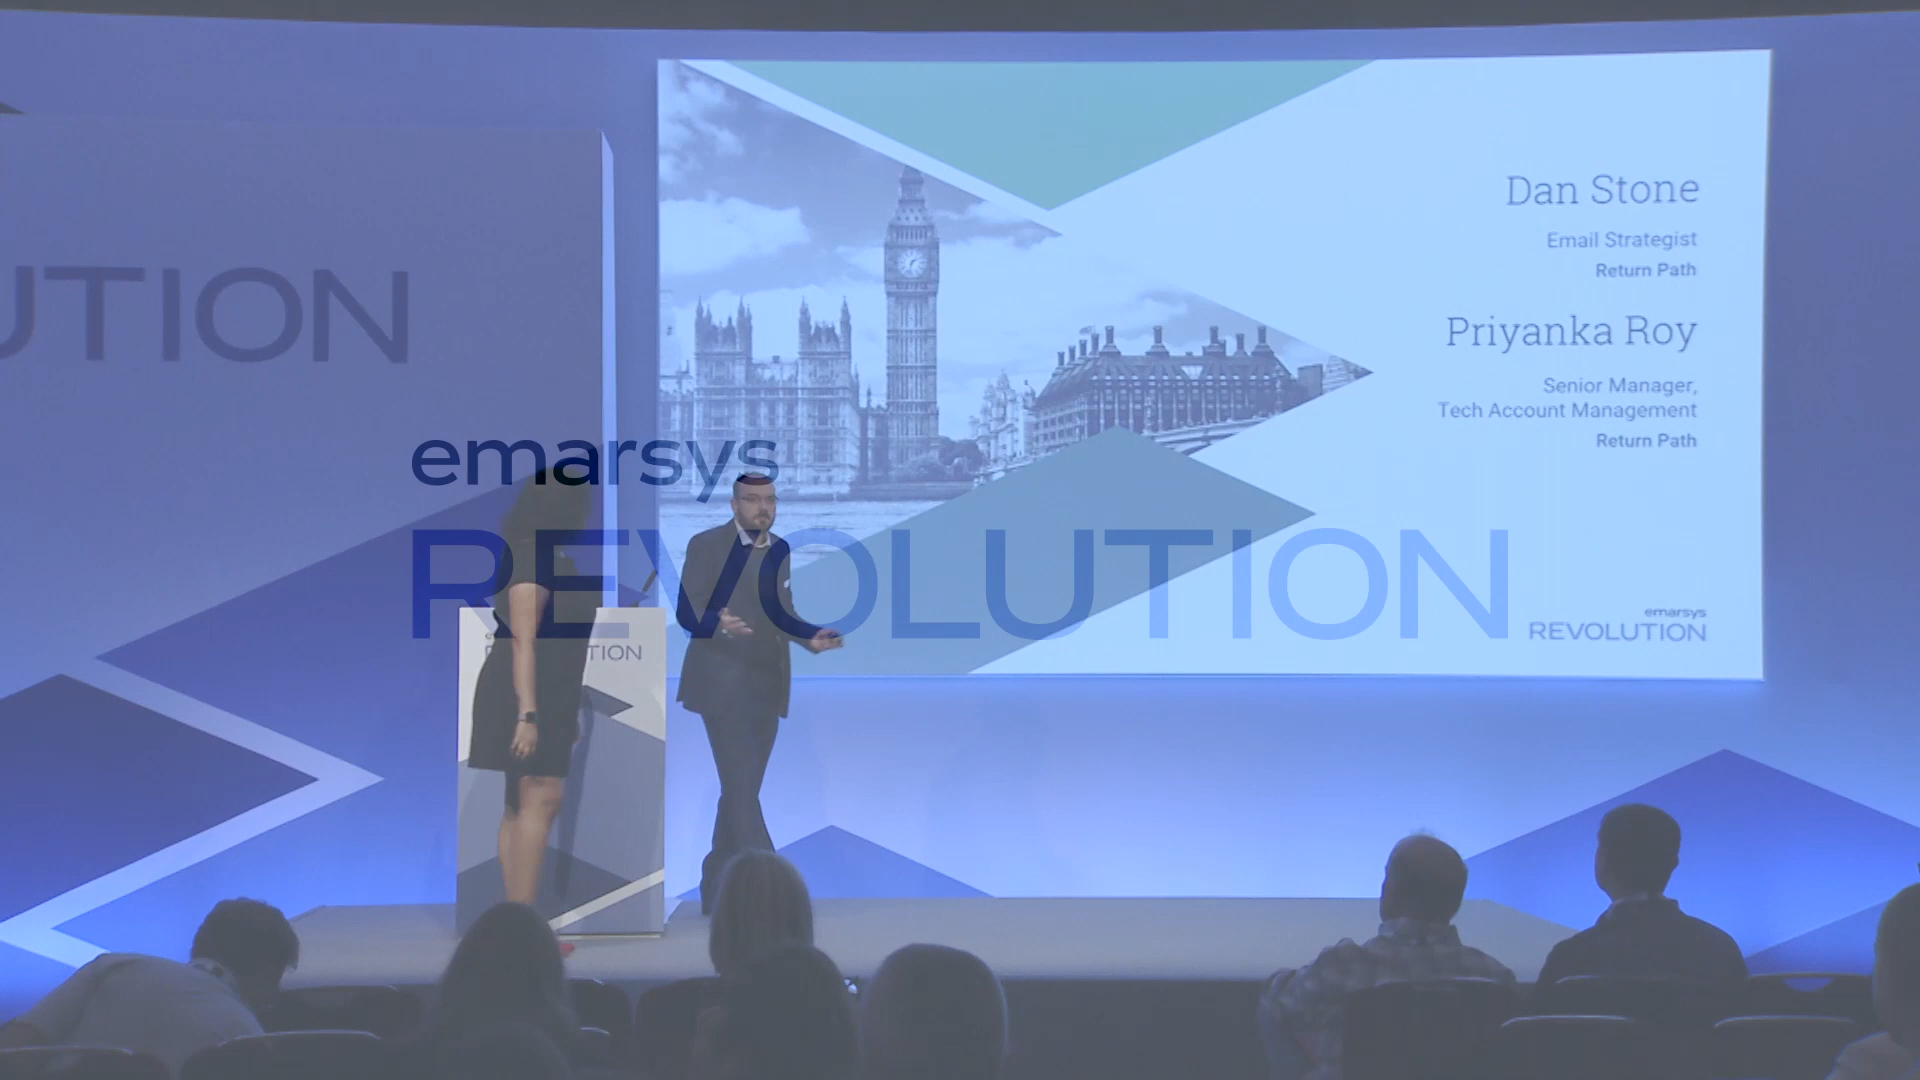 UTION
Dan Stone
Email Strategist
Return Path
Priyanka Roy
Senior Manager,
Tech Account Management
Return Path
emarsys
REVOLUTION
emarsys
REVOLUTION
TION